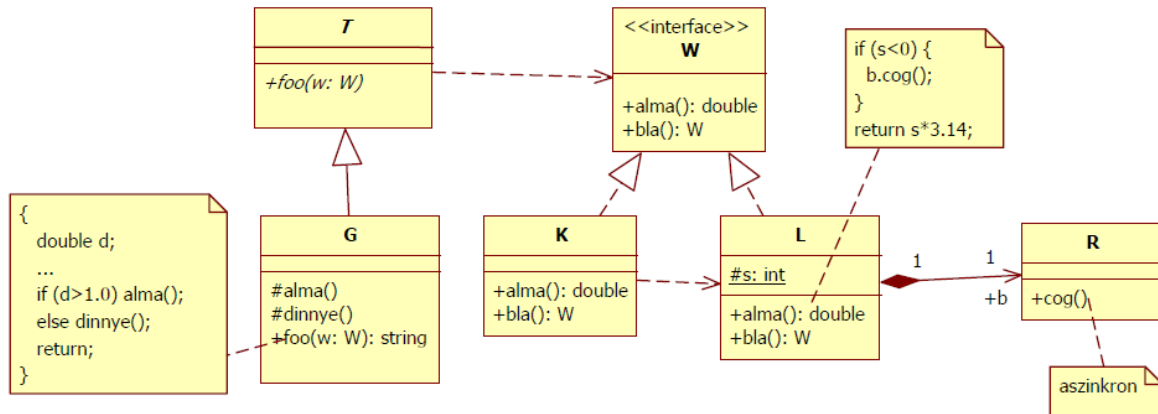 T
+foo(w: W)
<<interface>>
W
+alma(): double
+bla(): W
if (s<0) {
b.cog();
}
return s*3.14;
{
double d;
...
if (d>1.0) alma();
else dinnye();
return;
}
G
#alma()
#dinnye()
+foo(w: W): string
K
+alma(): double
+bla(): W
L
#s: int
+alma(): double
+bla(): W
1
1
+b
R
+cog()
aszinkron